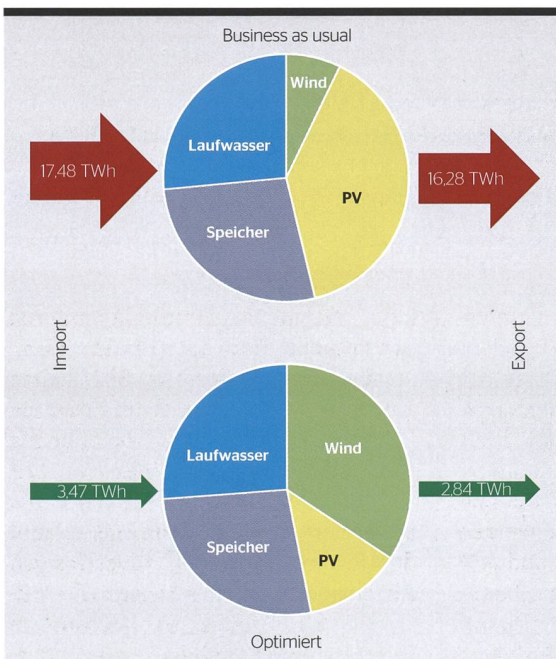 Business as usual
Wind
Laufwasser
17,48 TWh
16,28 TWh
PV
Speicher
Import
Export
Laufwasser
Wind
3,47 TWh
2,84 TWh
Speicher
PV
Optimiert